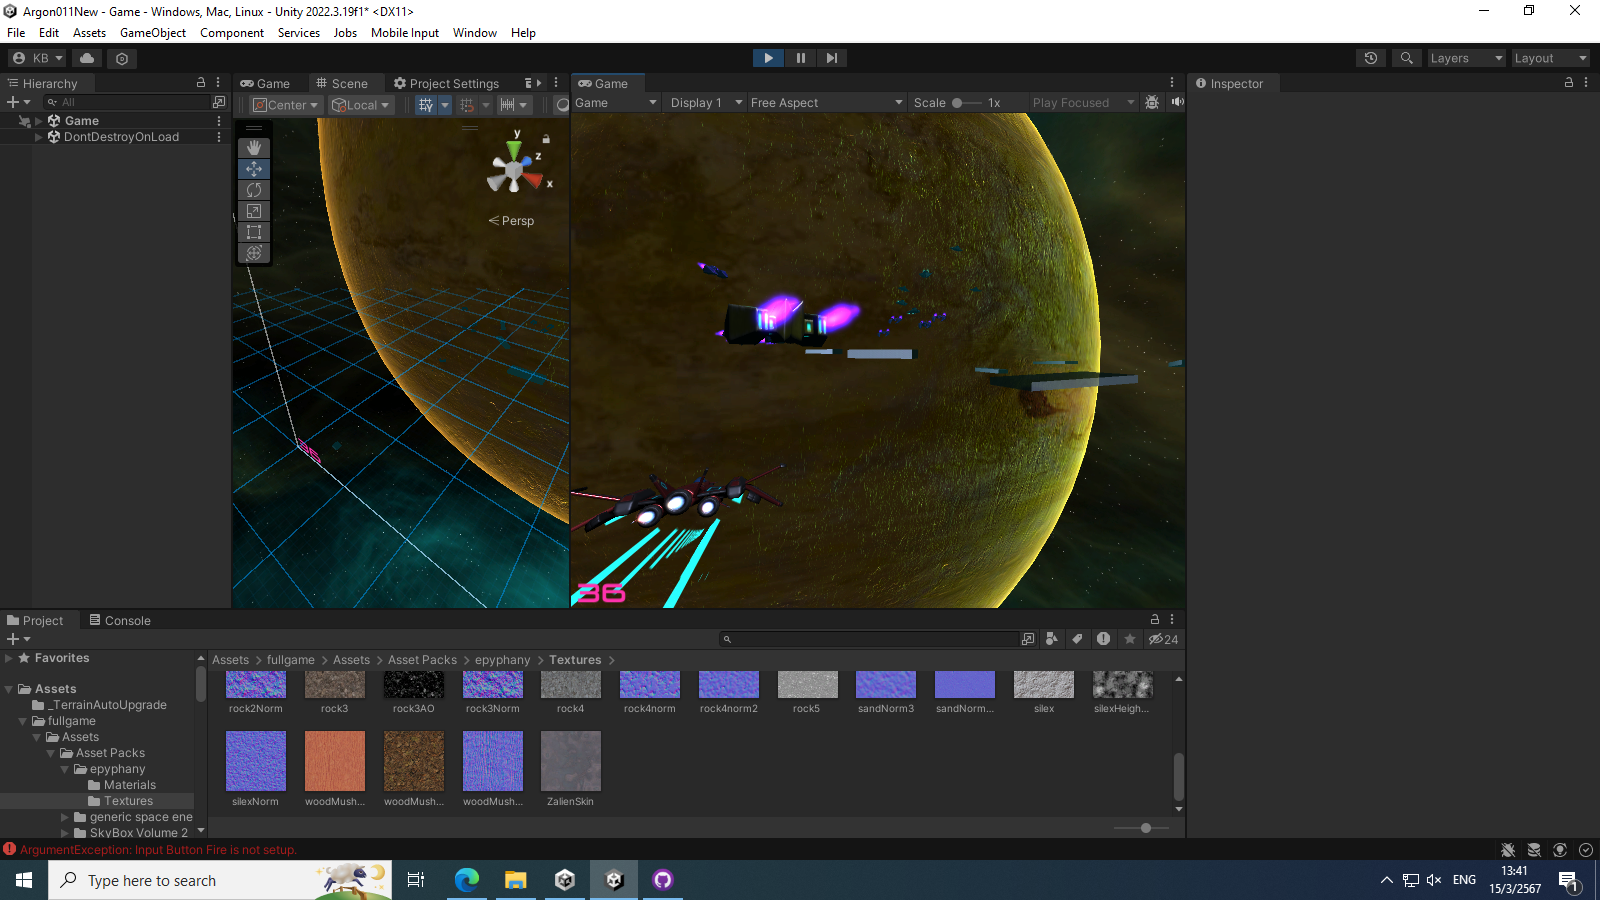 Argon011New - Game - Windows, Mac, Linux - Unity 2022.3.19f1* <DX11>
File Edit Assets GameObject Component Services Jobs Mobile Input Window Help
KB Layers Layout
Hierarchy
All
Game
DontDestroyOnLoad
Game Scene Project Settings
Center Local
y
z
x
Persp
Game
Game Display 1 Free Aspect Scale 1x Play Focused
36
Inspector
Project Console
24
Favorites
Assets
_TerrainAutoUpgrade
fullgame
Assets
Asset Packs
epyphany
Materials
Textures
generic space ene
SkyBox Volume 2
Assets > fullgame > Assets > Asset Packs > epyphany > Textures >
rock2Norm rock3 rock3AO rock3Norm rock4 rock4norm rock4norm2 rock5 sandNorm3 sandNorm... silex silexHeigh...
silexNorm woodMush... woodMush... woodMush... ZalienSkin
ArgumentException: Input Button Fire is not setup.
Type here to search
ENG
13:41
15/3/2567
1